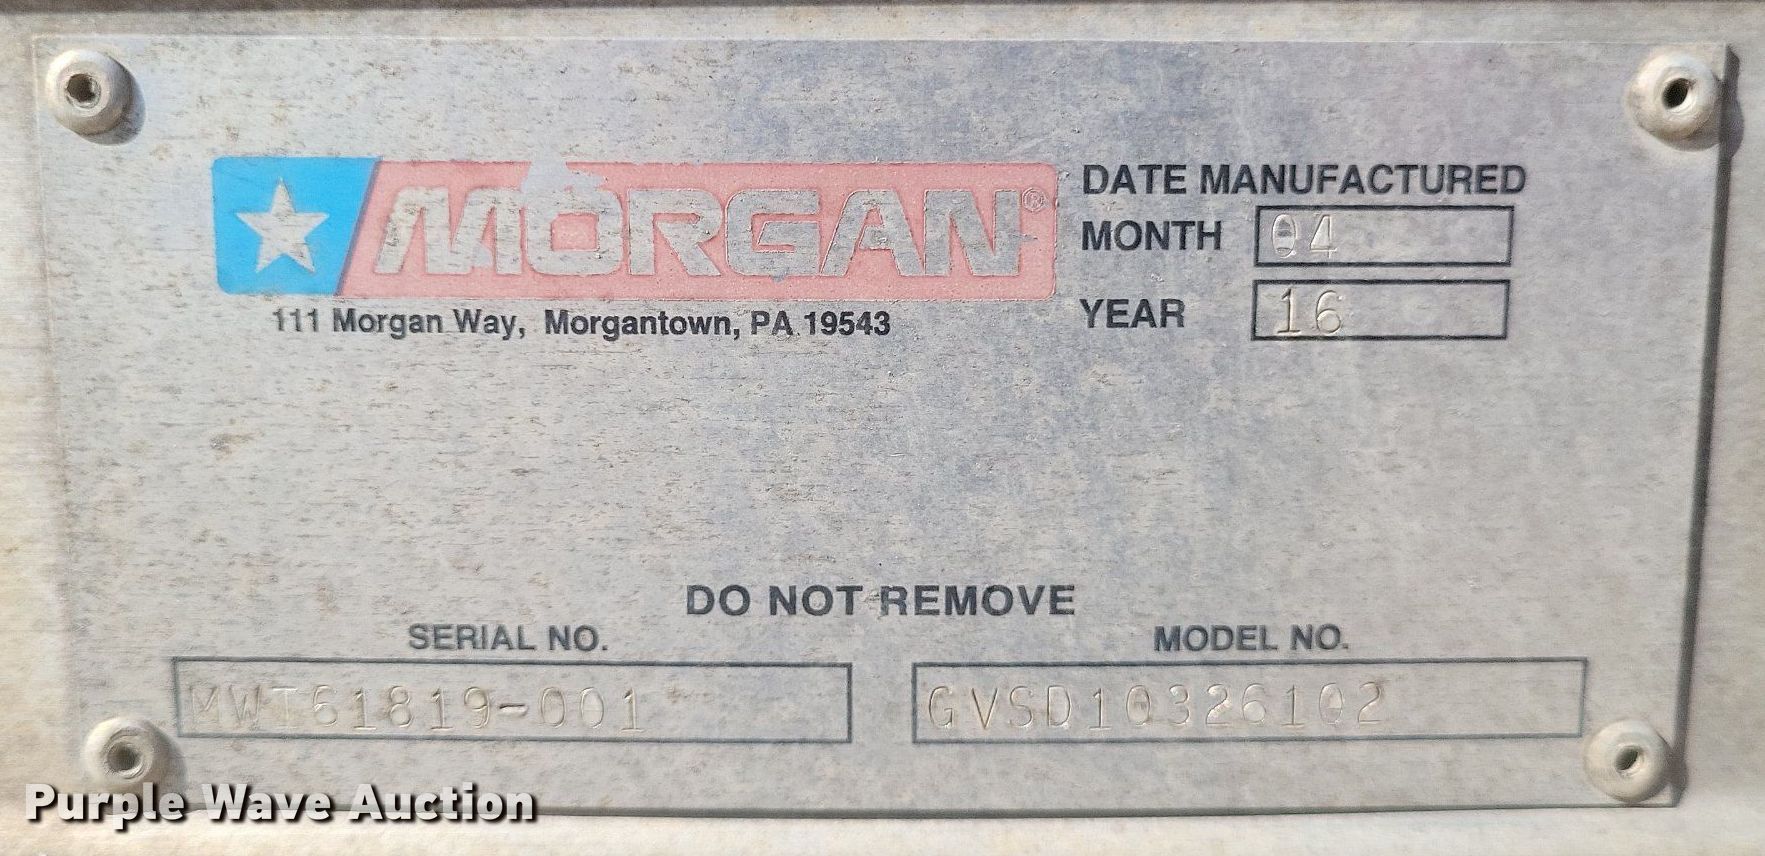 MORGAN®
111 Morgan Way, Morgantown, PA 19543
DATE MANUFACTURED
MONTH 04
YEAR 16
DO NOT REMOVE
SERIAL NO.
MWT61819-001
MODEL NO.
GVSD10326102
Purple Wave Auction